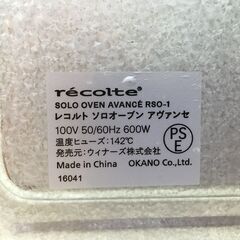 récolte®
SOLO OVEN AVANCÉ RSO-1
レコルト ソロオーブン アヴァンセ
100V 50/60Hz 600W
温度ヒューズ：142℃
発売元：ウィナーズ株式会社
Made in China OKANO Co.,Ltd.
16041
PS
E